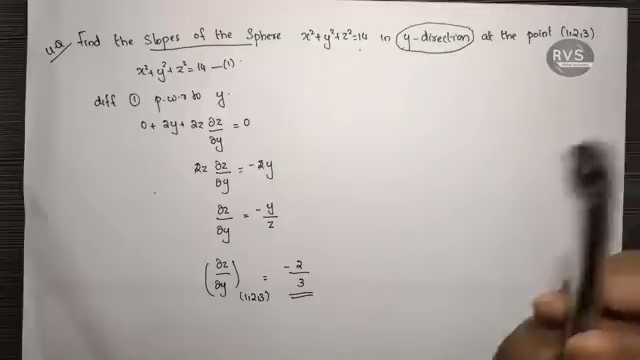 UQ Find the Slopes of the Sphere x²+y²+z²=14 in y-direction at the point (1,2,3)
RVS
x²+y²+z²=14 —(1).
diff ① p.w.r.to y.
0+2y+2z ∂z/∂y = 0
2z ∂z/∂y = -2y
∂z/∂y = -y/z
(∂z/∂y)(1,2,3) = -2/3